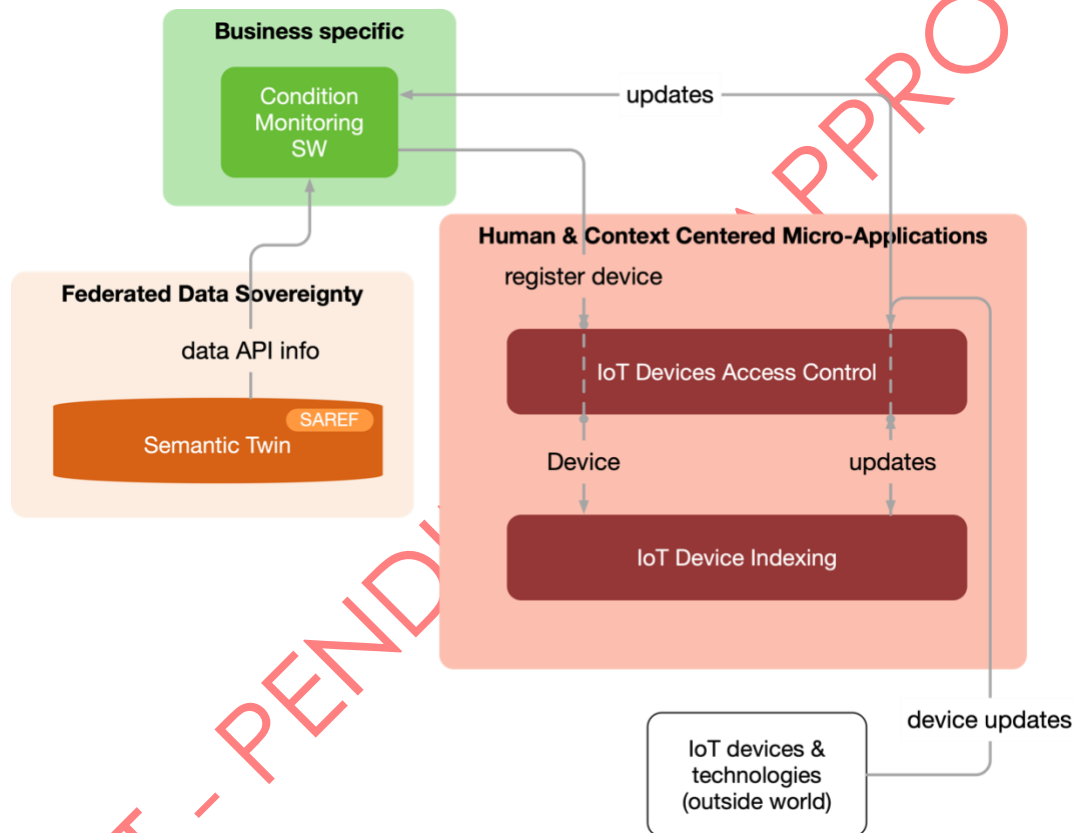 Business specific
Condition
Monitoring
SW
updates
Human & Context Centered Micro-Applications
register device
Federated Data Sovereignty
data API info
SAREF
Semantic Twin
IoT Devices Access Control
Device
updates
IoT Device Indexing
device updates
IoT devices &
technologies
(outside world)